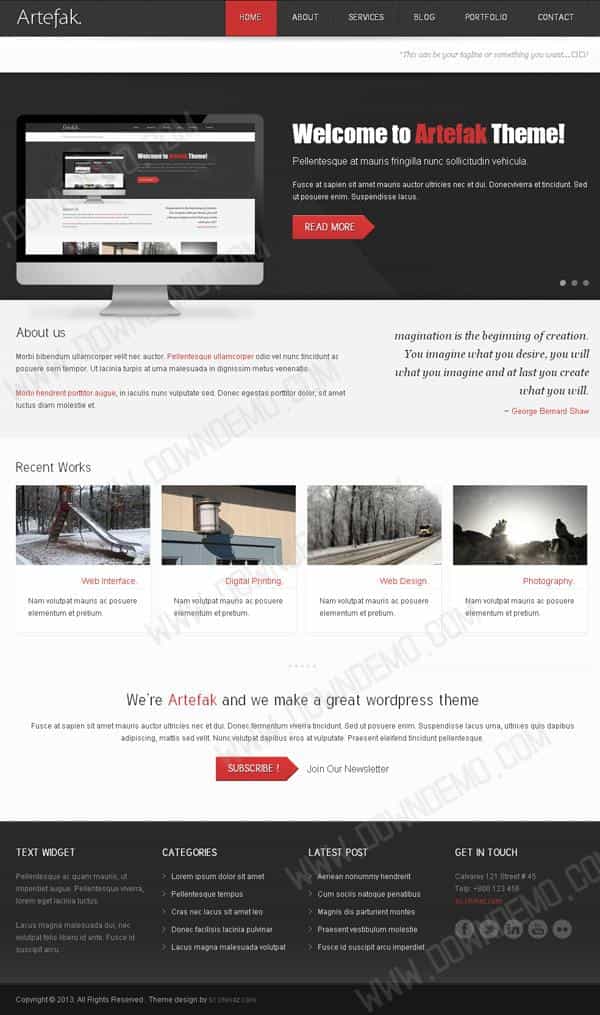 Artefak.
HOME
ABOUT
SERVICES
BLOG
PORTFOLIO
CONTACT
"This can be your tagline or something you want....
Welcome to Artefak Theme!
Pellentesque at mauris fringilla nunc sollicitudin vehicula.
Fusce at sapien sit amet mauris auctor ultricies nec et dui. Donecviverra et tincidunt. Sed
ut posuere enim. Suspendisse lacus.
READ MORE
Welcome to Artefak Theme!
About us
Morbi bibendum ullamcorper velit nec auctor. Pellentesque ullamcorper odio vel nunc tincidunt ac
posuere sem tempor. Ut lacinia turpis at urna malesuada in dignissim metus venenatis.
Morbi hendrerit porttitor augue, in iaculis nunc vulputate sed. Donec egestas porttitor dolor, sit amet
luctus diam molestie et.
magination is the beginning of creation.
You imagine what you desire, you will
what you imagine and at last you create
what you will.
~ George Bernard Shaw
Recent Works
Web Interface.
Nam volutpat mauris ac posuere
elementum et pretium.
Digital Printing.
Nam volutpat mauris ac posuere
elementum et pretium.
Web Design.
Nam volutpat mauris ac posuere
elementum et pretium.
Photography.
Nam volutpat mauris ac posuere
elementum et pretium.
We're Artefak and we make a great wordpress theme
Fusce at sapien sit amet mauris auctor ultricies nec et dui. Donec fermentum viverra tincidunt. Sed ut posuere enim. Suspendisse lacus urna, ultrices quis dapibus
adipiscing, mattis sed velit. Nunc volutpat dapibus eros at vulputate. Praesent eleifend tincidunt pellentesque.
SUBSCRIBE !
Join Our Newsletter
TEXT WIDGET
Pellentesque ac quam mauris, ut
imperdiet augue. Pellentesque viverra,
lorem eget lacinia luctus.
Lacus magna malesuada dui, nec
volutpat felis libero id ante. Fusce id
suscipit arcu.
CATEGORIES
Lorem ipsum dolor sit amet
Pellentesque tempus
Cras nec lacus sit amet leo
Donec facilisis lacinia pulvinar
Lacus magna malesuada volutpat
LATEST POST
Aenean nonummy hendrerit
Cum sociis natoque penatibus
Magnis dis parturient montes
Praesent vestibulum molestie
Fusce id suscipit arcu imperdiet
GET IN TOUCH
Calvaray 121 Street # 45
Telp: +900 123 456
Copyright © 2013. All Rights Reserved. Theme design by
WWW.DOWNDEMO.COM